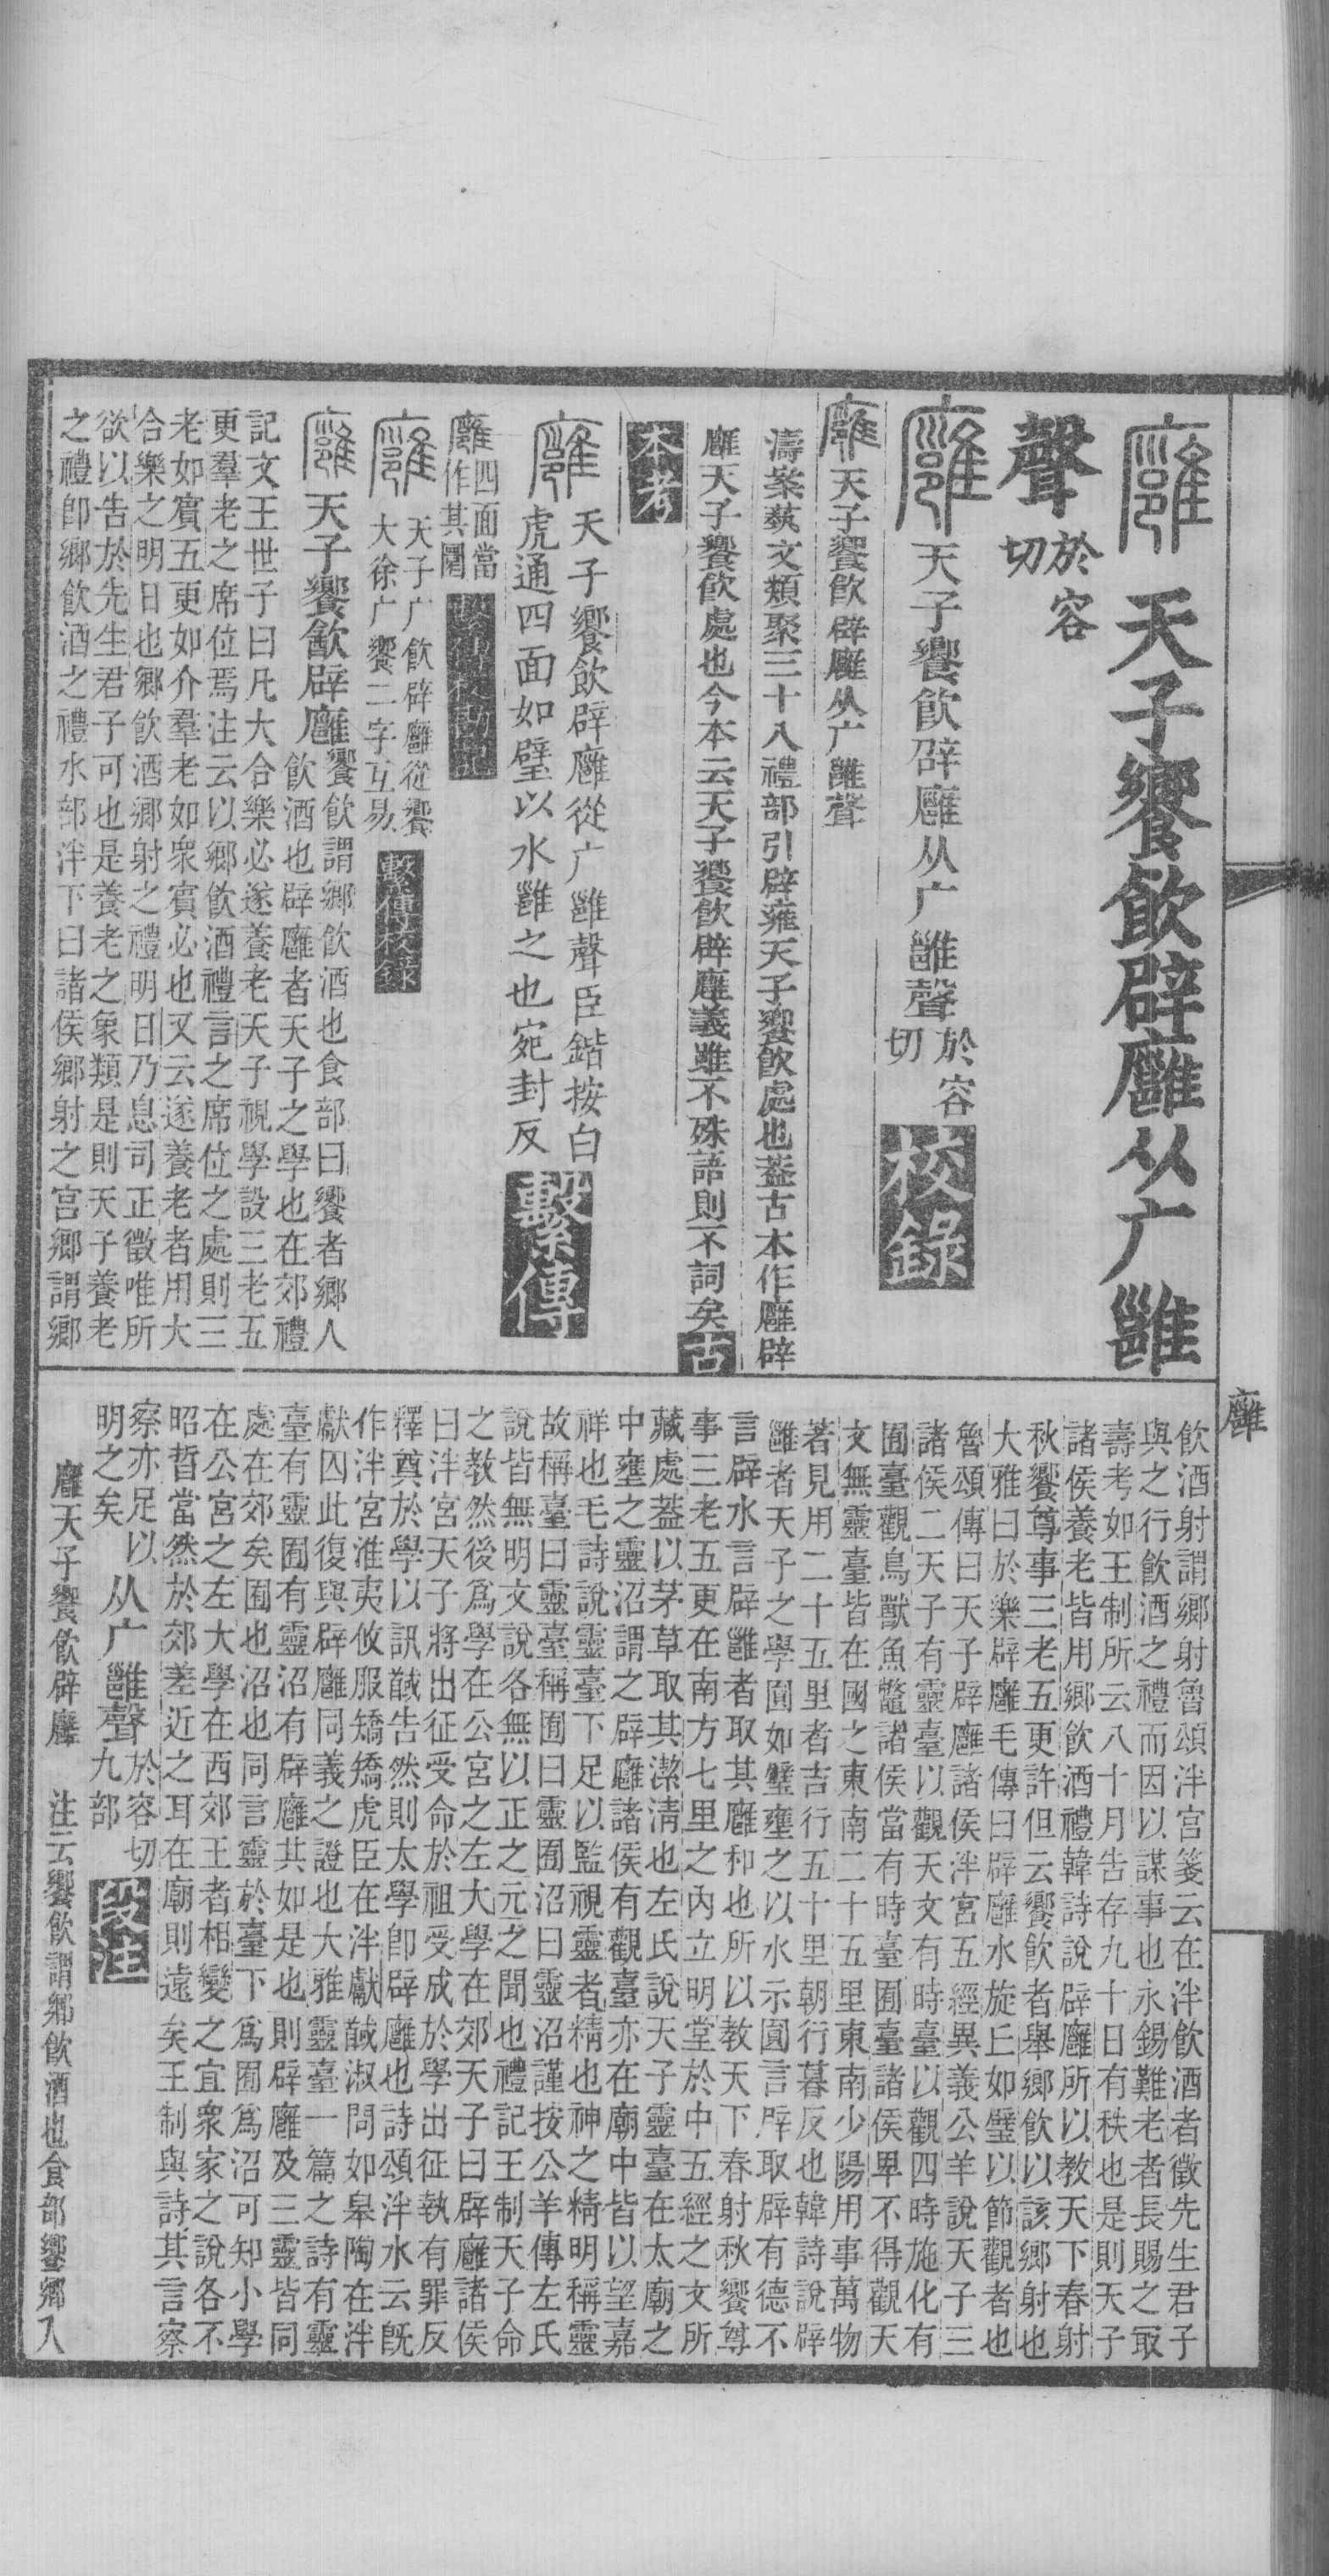 廱
天子饗飮辟廱从广雝
聲
於容
切
天子饗飮辟廱从广雝聲
於容
切
校錄
天子饗飮辟廱从广雝聲
濤案蓺文類聚三十八禮部引辟雍天子饗飮處也葢古本作廱辟
廱天子饗飮處也今本云天子饗飮辟廱義雖不殊語則不詞矣
古
本考
天子饗飮辟廱從广雝聲臣鍇按白
虎通四面如璧以水雝之也宛封反
繫傳
四面當
作其圍
天子广飮辟廱從饗
大徐广饗二字互易
繫傳校錄
天子饗飮辟廱
饗飮謂鄉飮酒也食部曰饗者鄉人
飮酒也辟廱者天子之學也在郊禮
記文王世子曰凡大合樂必遂養老天子視學設三老五
更羣老之席位焉注云以鄉飮酒禮言之席位之處則三
老如賓五更如介羣老如衆賓必也又云遂養老者用大
合樂之明日也鄉飮酒鄉射之禮明日乃息司正徵唯所
欲以告於先生君子可也是養老之象類是則天子養老
之禮卽鄉飮酒之禮水部泮下曰諸侯鄉射之宮鄉謂鄉
飮酒射謂鄉射魯頌泮宮箋云在泮飮酒者徵先生君子
與之行飮酒之禮而因以謀事也永錫難老者長賜之㝡
壽考如王制所云八十月告存九十日有秩也是則天子
諸侯養老皆用鄉飮酒禮韓詩說辟廱所以教天下春射
秋饗尊事三老五更許但云饗飮者舉鄉飮以該鄉射也
大雅曰於樂辟廱毛傳曰辟廱水旋丘如璧以節觀者也
魯頌傳曰天子辟廱諸侯泮宮五經異義公羊說天子三
諸侯二天子有靈臺以觀天文有時臺以觀四時施化有
囿臺觀鳥獸魚鼈諸侯當有時臺囿臺諸侯卑不得觀天
文無靈臺皆在國之東南二十五里東南少陽用事萬物
著見用二十五里者吉行五十里朝行暮反也韓詩說辟
雝者天子之學圓如璧壅之以水示圓言辟取辟有德不
言辟水言辟雝者取其廱和也所以教天下春射秋饗尊
事三老五更在南方七里之內立明堂於中五經之文所
藏處葢以茅草取其潔淸也左氏說天子靈臺在太廟之
中壅之靈沼謂之辟廱諸侯有觀臺亦在廟中皆以望嘉
祥也毛詩說靈臺下足以監視靈者精也神之精明稱靈
故稱臺曰靈臺稱囿曰靈囿沼曰靈沼謹按公羊傳左氏
說皆無明文說各無以正之元之聞也禮記王制天子命
之教然後爲學在公宮之左大學在郊天子曰辟廱諸侯
曰泮宮天子將出征受命於祖受成於學出征執有罪反
釋奠於學以訊馘告然則太學卽辟廱也詩頌泮水云旣
作泮宮淮夷攸服矯矯虎臣在泮獻馘淑問如皋陶在泮
獻囚此復與辟廱同義之證也大雅靈臺一篇之詩有靈
臺有靈囿有靈沼有辟廱其如是也則辟廱及三靈皆同
處在郊矣囿也沼也同言靈於臺下爲囿爲沼可知小學
在公宮之左大學在西郊王者相變之宜衆家之說各不
昭晳當然於郊差近之耳在廟則遠矣王制與詩其言察
察亦足以
明之矣
从广雝聲
於容切
九部
段注
廱天子饗飮辟廱　注云饗飮謂鄉飮酒也食部饗鄉人